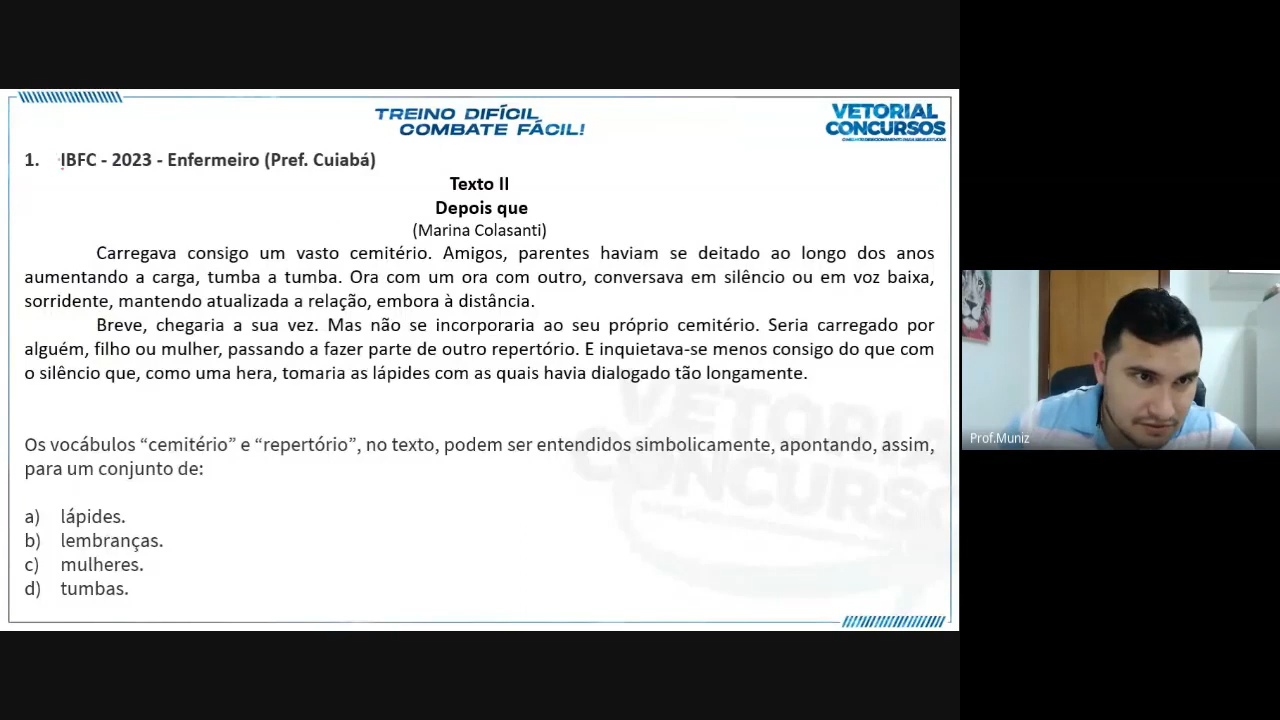 TREINO DIFÍCIL
COMBATE FÁCIL!
VETORIAL
CONCURSOS
1. IBFC - 2023 - Enfermeiro (Pref. Cuiabá)
Texto II
Depois que
(Marina Colasanti)
Carregava consigo um vasto cemitério. Amigos, parentes haviam se deitado ao longo dos anos
aumentando a carga, tumba a tumba. Ora com um ora com outro, conversava em silêncio ou em voz baixa,
sorridente, mantendo atualizada a relação, embora à distância.
Breve, chegaria a sua vez. Mas não se incorporaria ao seu próprio cemitério. Seria carregado por
alguém, filho ou mulher, passando a fazer parte de outro repertório. E inquietava-se menos consigo do que com
o silêncio que, como uma hera, tomaria as lápides com as quais havia dialogado tão longamente.
Os vocábulos “cemitério” e “repertório”, no texto, podem ser entendidos simbolicamente, apontando, assim,
para um conjunto de:
a) lápides.
b) lembranças.
c) mulheres.
d) tumbas.
VETORIAL
CONCURSOS
Prof.Muniz